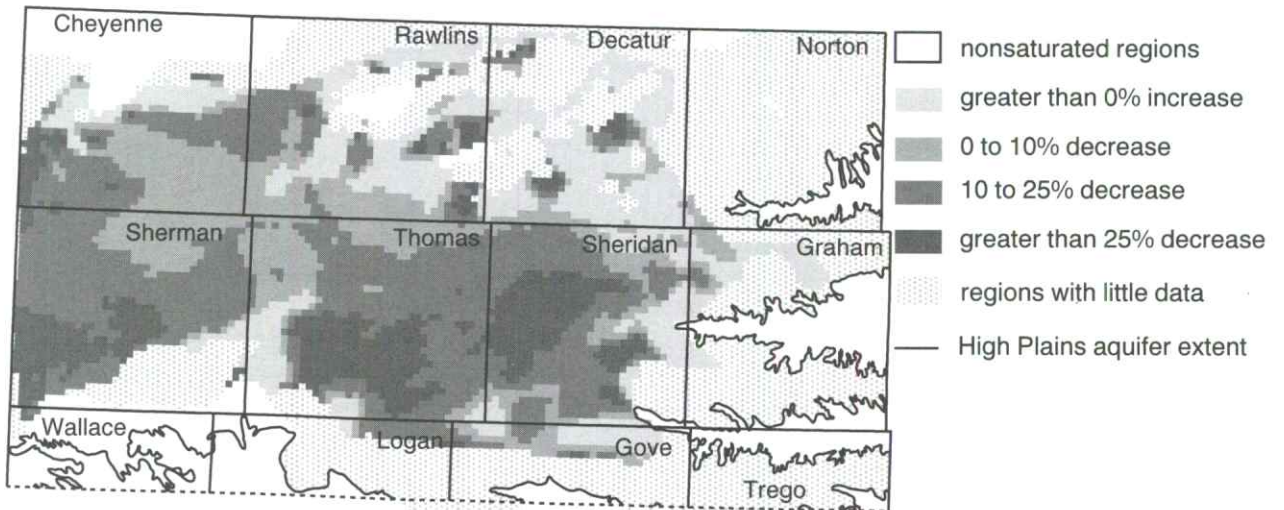 Cheyenne
Rawlins
Decatur
Norton
Sherman
Thomas
Sheridan
Graham
Wallace
Logan
Gove
Trego
nonsaturated regions
greater than 0% increase
0 to 10% decrease
10 to 25% decrease
greater than 25% decrease
regions with little data
High Plains aquifer extent